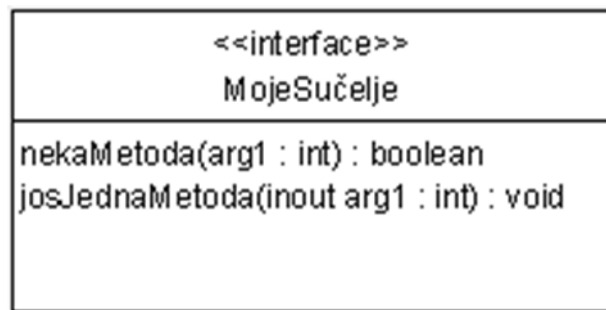 <<interface>>
MojeSučelje
nekaMetoda(arg1 : int) : boolean
josJednaMetoda(inout arg1 : int) : void